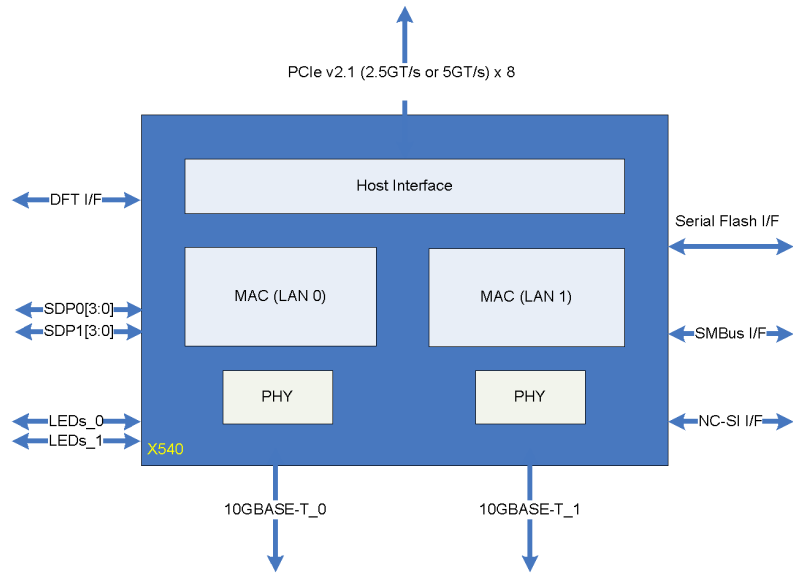 PCIe v2.1 (2.5GT/s or 5GT/s) x 8
Host Interface
DFT I/F
Serial Flash I/F
MAC (LAN 0)
MAC (LAN 1)
SDP0[3:0]
SDP1[3:0]
SMBus I/F
PHY
PHY
LEDs_0
LEDs_1
NC-SI I/F
X540
10GBASE-T_0
10GBASE-T_1